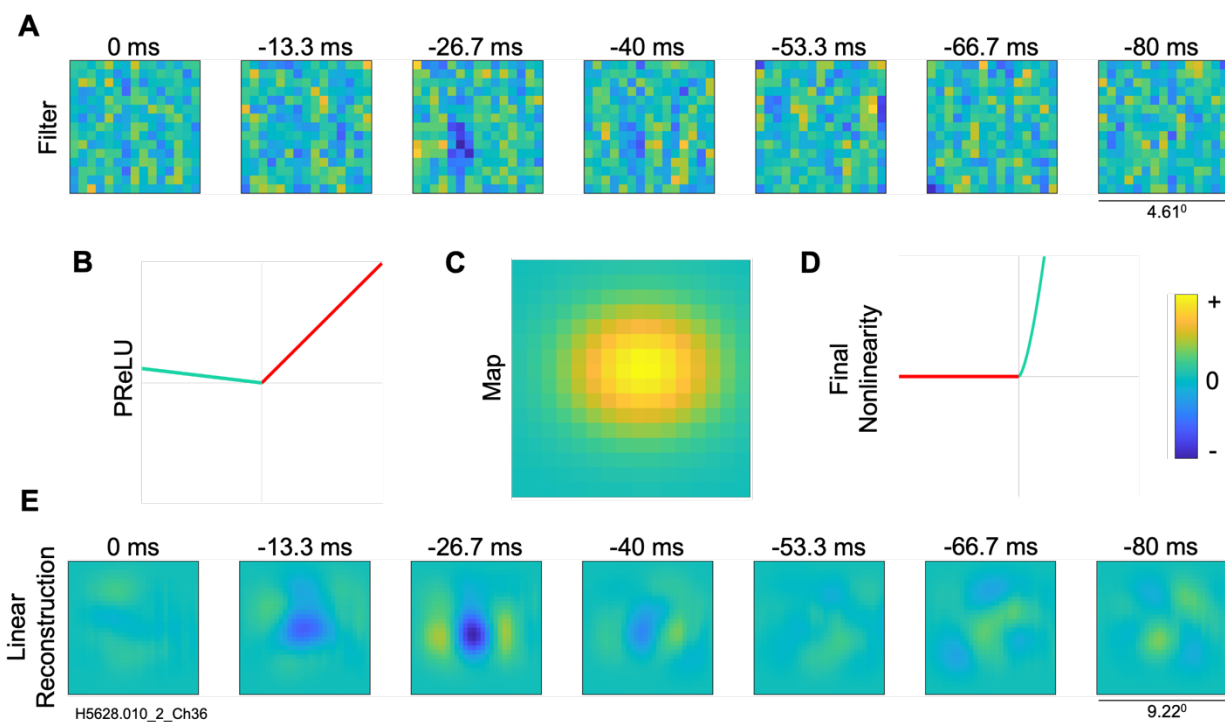 A
0 ms -13.3 ms -26.7 ms -40 ms -53.3 ms -66.7 ms -80 ms
Filter
4.61⁰
B
PReLU
C
Map
D
Final
Nonlinearity
+
0
-
E
0 ms -13.3 ms -26.7 ms -40 ms -53.3 ms -66.7 ms -80 ms
Linear
Reconstruction
H5628.010_2_Ch36
9.22⁰